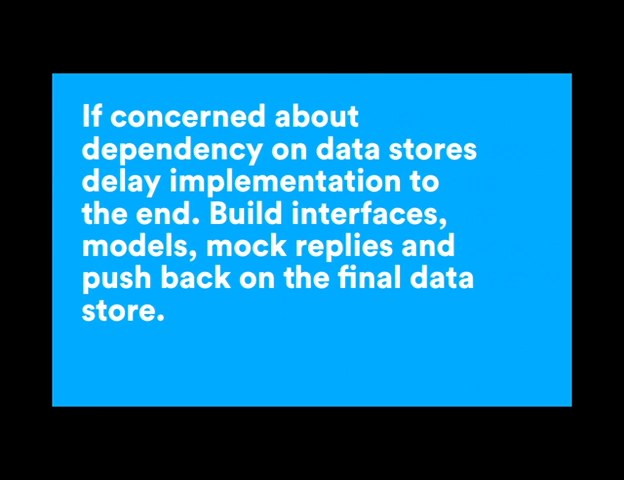 If concerned about
dependency on data stores
delay implementation to
the end. Build interfaces,
models, mock replies and
push back on the final data
store.